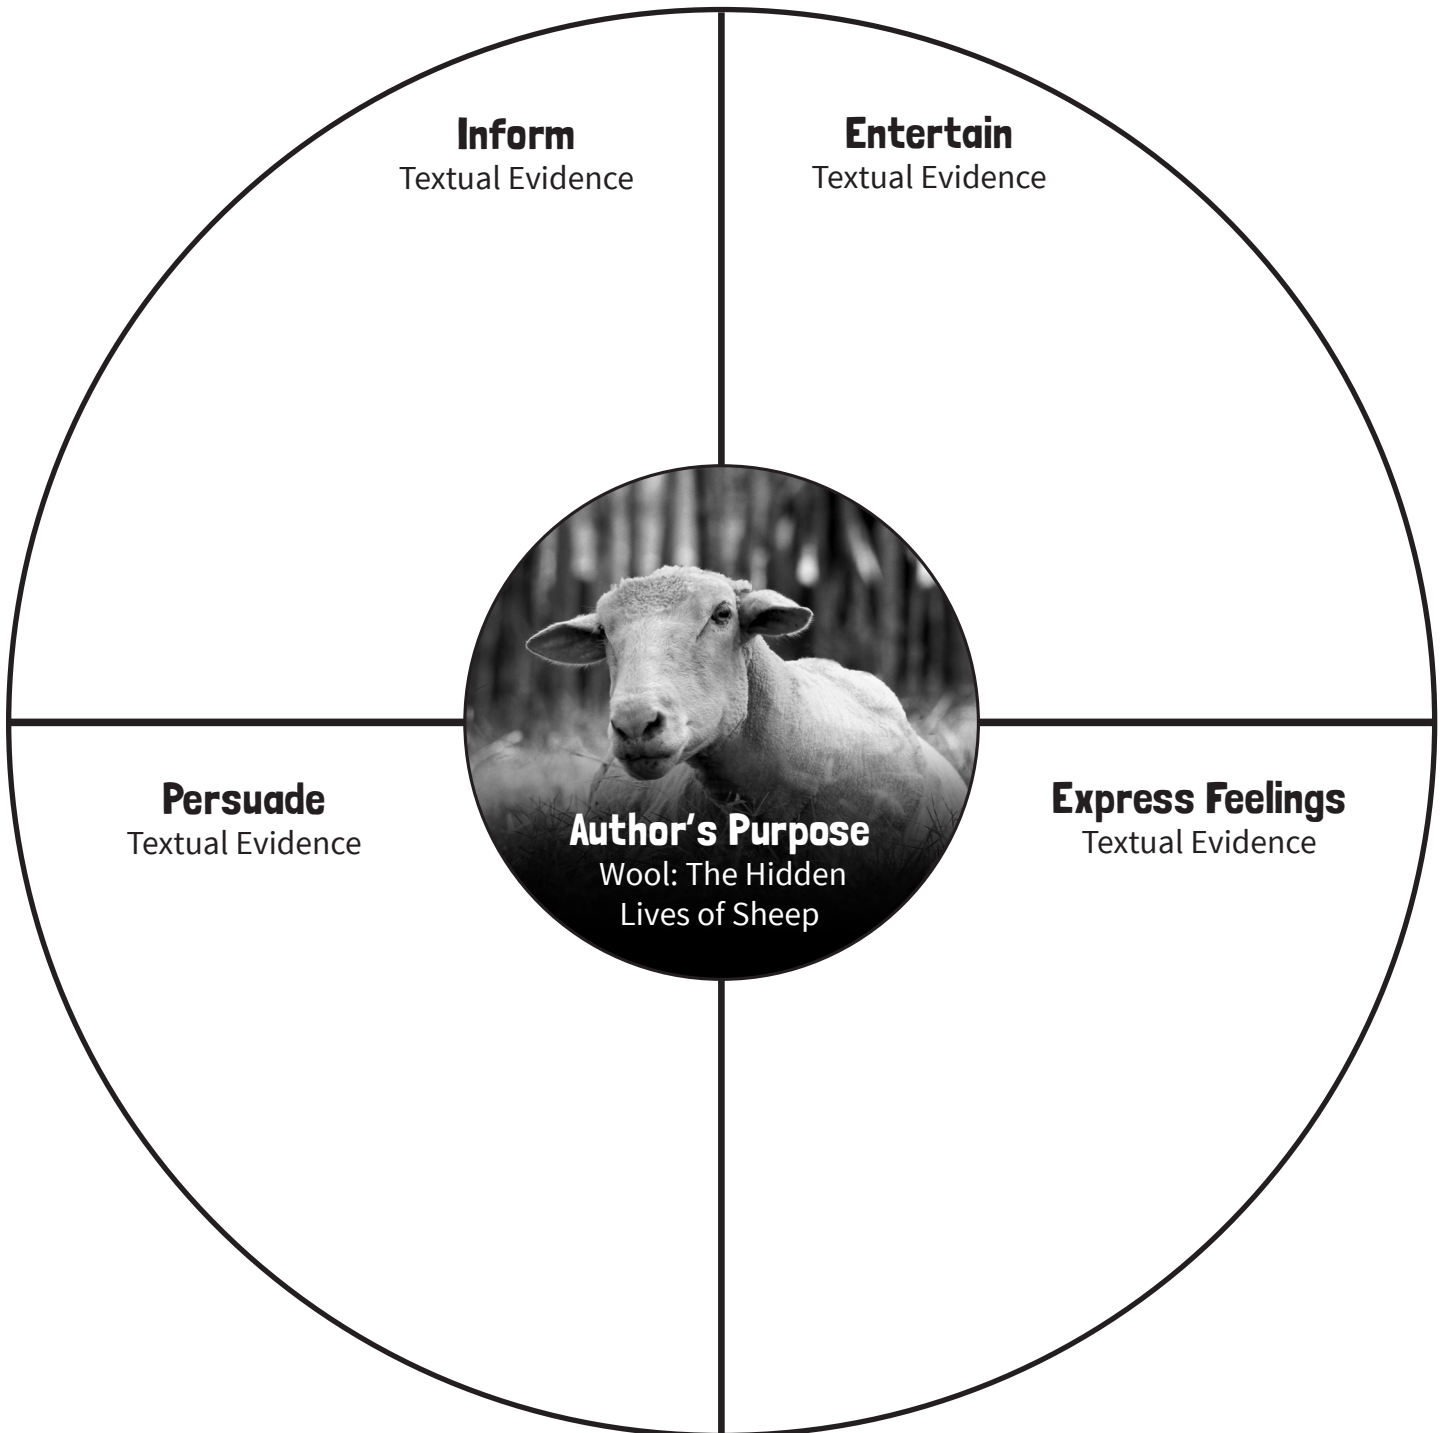 Inform
Textual Evidence
Entertain
Textual Evidence
Persuade
Textual Evidence
Author's Purpose
Wool: The Hidden
Lives of Sheep
Express Feelings
Textual Evidence